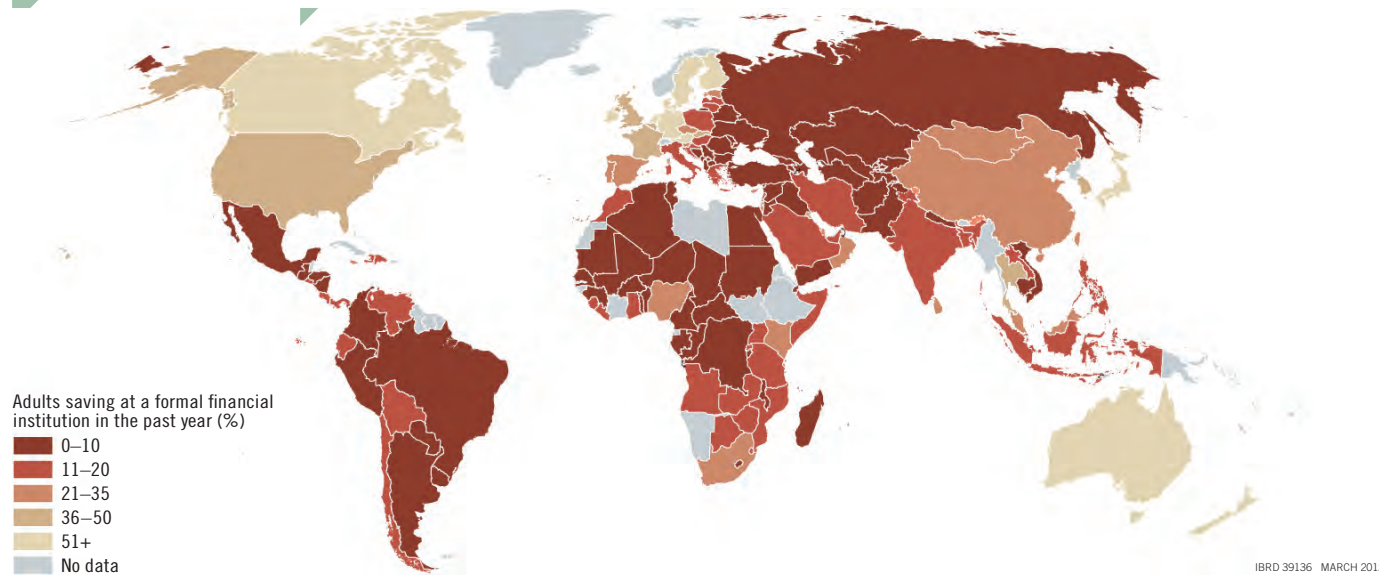 Adults saving at a formal financial
institution in the past year (%)
0–10
11–20
21–35
36–50
51+
No data
IBRD 39136 MARCH 201